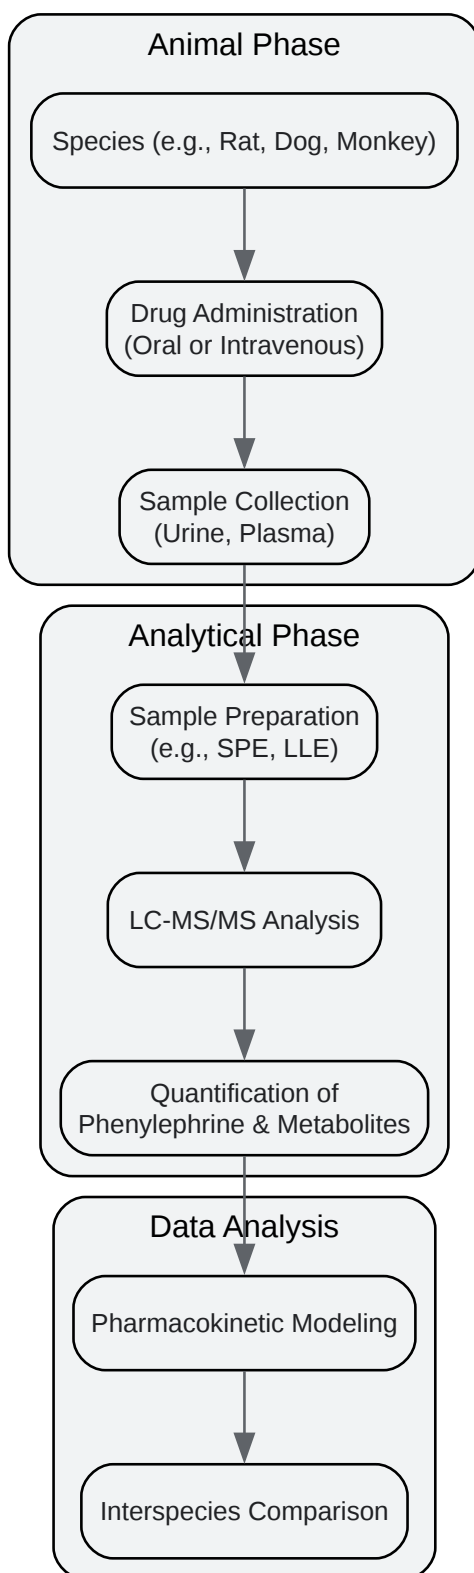 Animal Phase
Species (e.g., Rat, Dog, Monkey)
Drug Administration
(Oral or Intravenous)
Sample Collection
(Urine, Plasma)
Analytical Phase
Sample Preparation
(e.g., SPE, LLE)
LC-MS/MS Analysis
Quantification of
Phenylephrine & Metabolites
Data Analysis
Pharmacokinetic Modeling
Interspecies Comparison